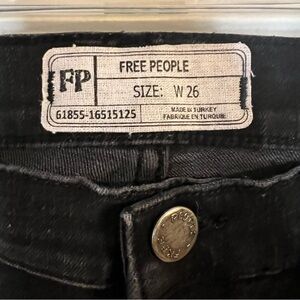 FP
FREE PEOPLE
SIZE: W 26
61855-16515125
MADE IN TURKEY
FABRIQUE EN TURQUIE